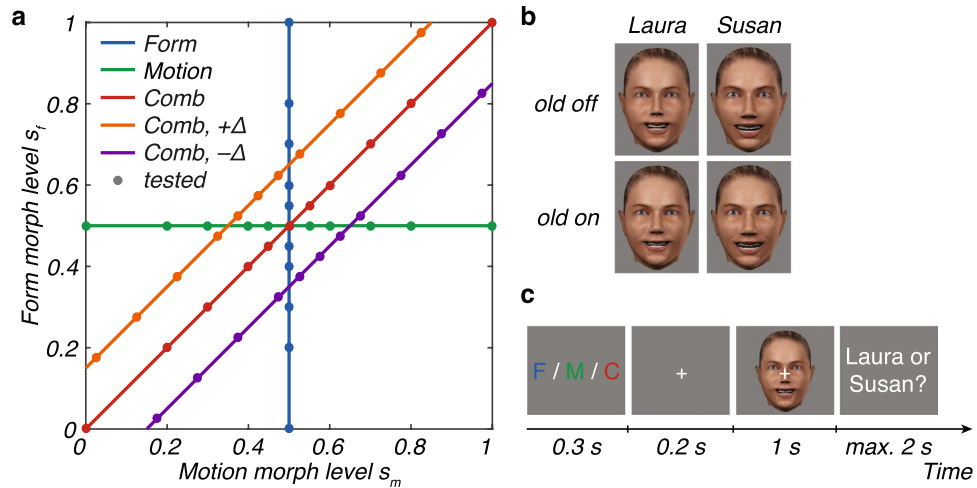 a
Form
Motion
Comb
Comb, +Δ
Comb, −Δ
tested
1
0.8
0.6
0.4
0.2
0
Form morph level s_f
0 0.2 0.4 0.6 0.8 1
Motion morph level s_m
b
Laura Susan
old off
old on
c
F / M / C
+
+
Laura or
Susan?
0.3 s 0.2 s 1 s max. 2 s
Time